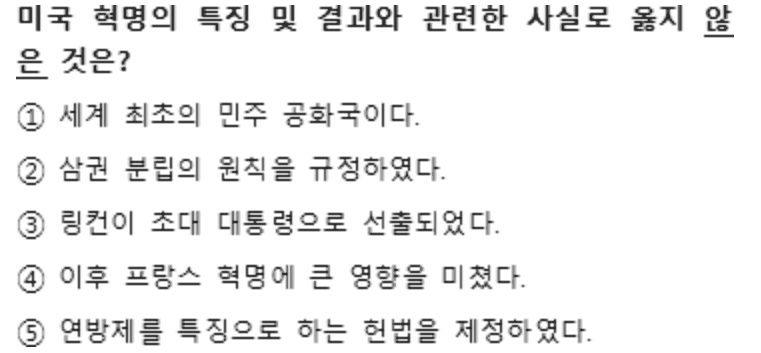 미국 혁명의 특징 및 결과와 관련한 사실로 옳지 않
은 것은?
① 세계 최초의 민주 공화국이다.
② 삼권 분립의 원칙을 규정하였다.
③ 링컨이 초대 대통령으로 선출되었다.
④ 이후 프랑스 혁명에 큰 영향을 미쳤다.
⑤ 연방제를 특징으로 하는 헌법을 제정하였다.